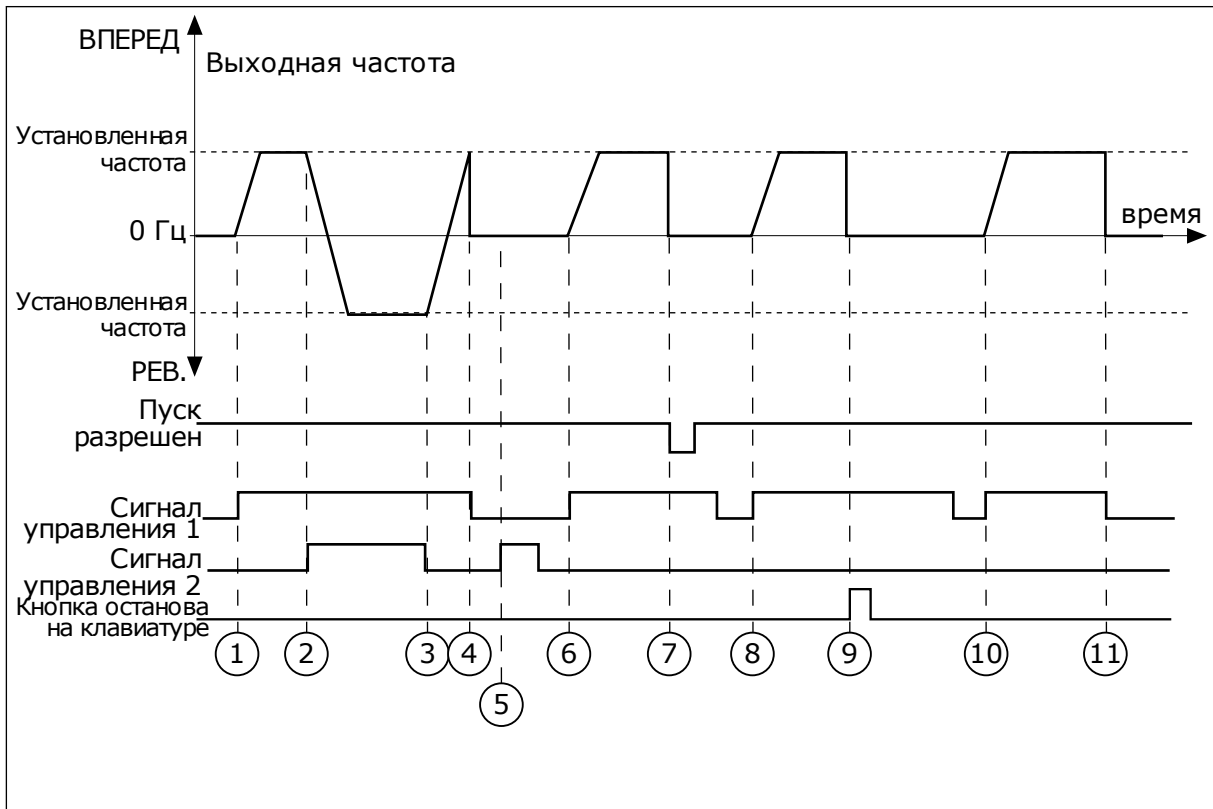 ВПЕРЕД
Выходная частота
Установленная
частота
0 Гц
время
Установленная
частота
РЕВ.
Пуск
разрешен
Сигнал
управления 1
Сигнал
управления 2
Кнопка останова
на клавиатуре
1 2 3 4 6 7 8 9 10 11
5